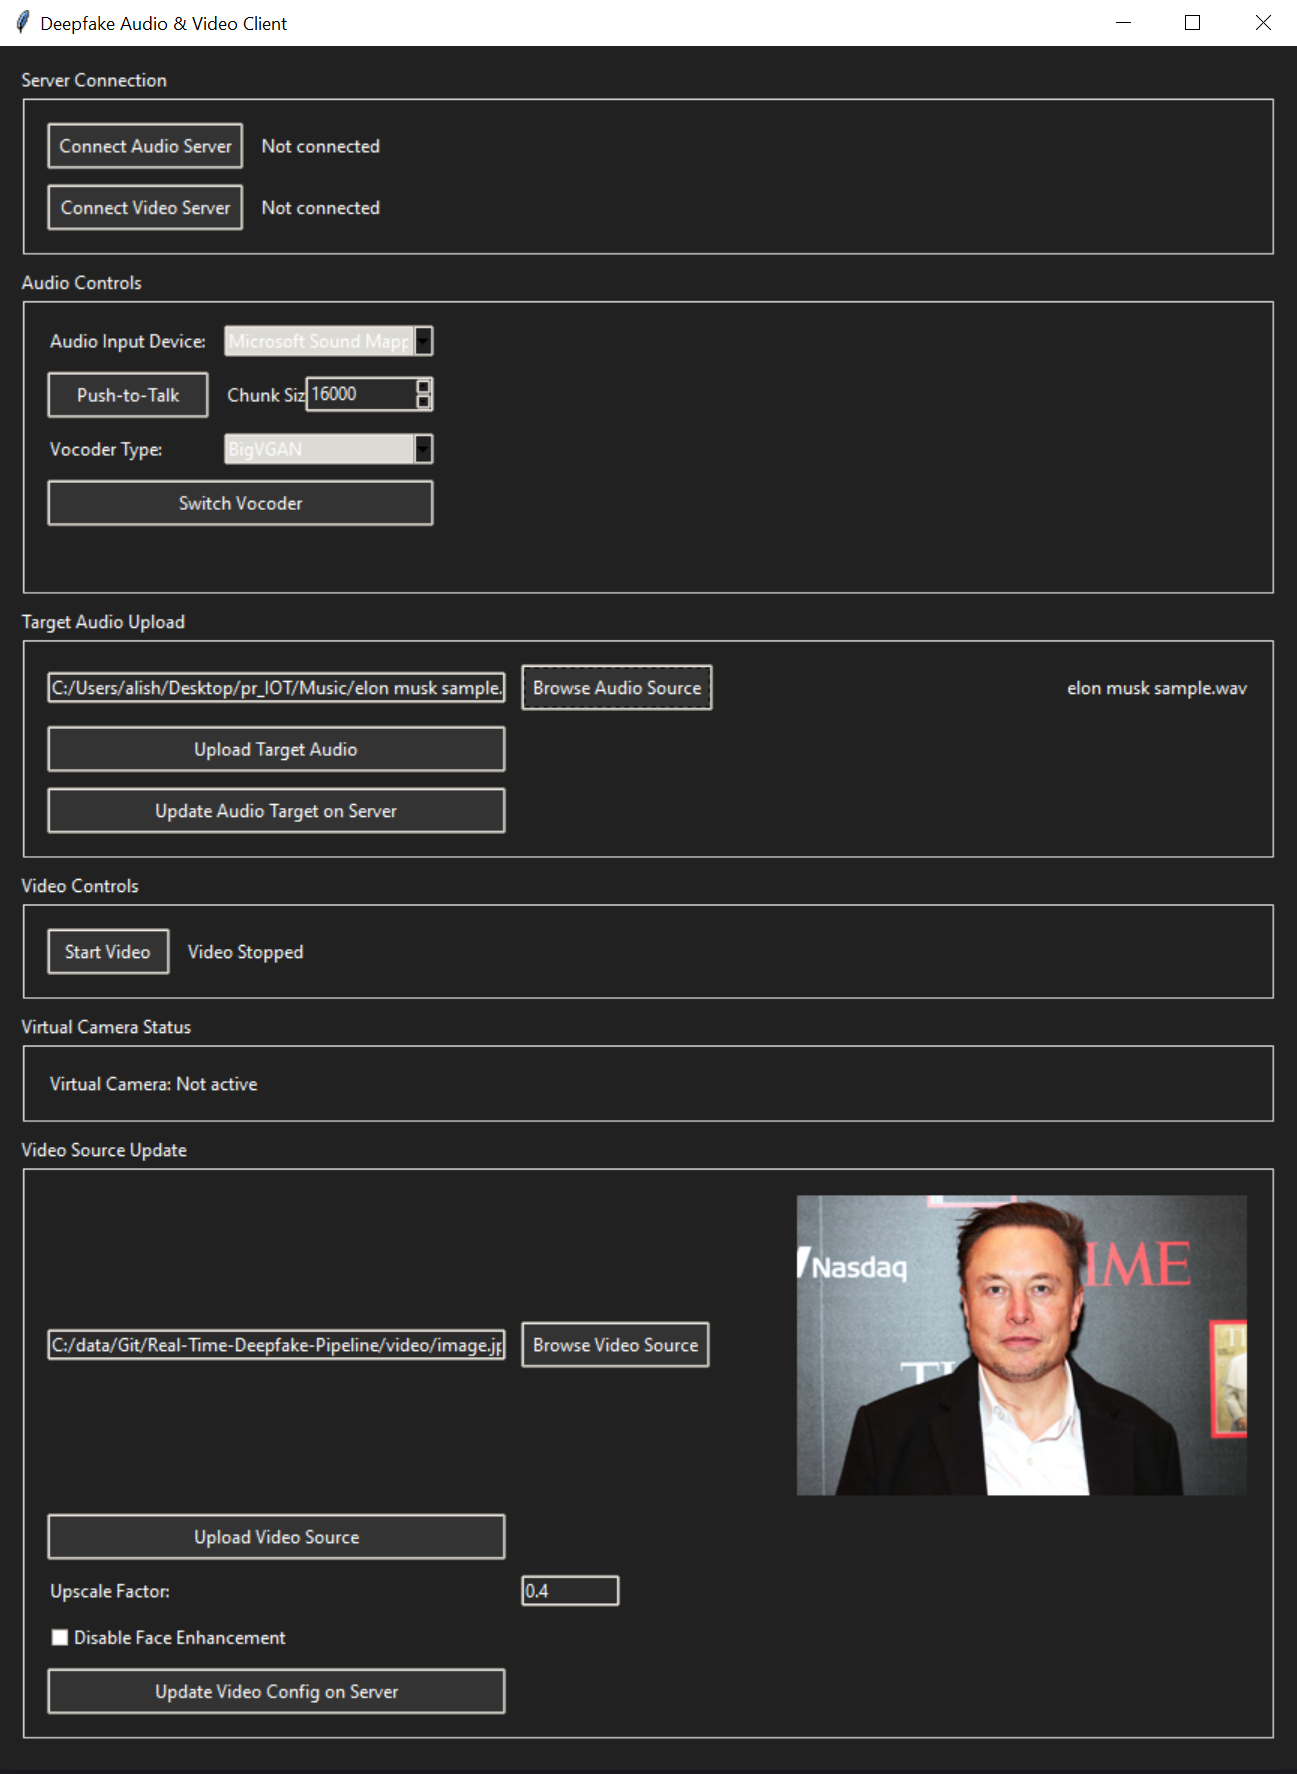 Deepfake Audio & Video Client
Server Connection
Connect Audio Server Not connected
Connect Video Server Not connected
Audio Controls
Audio Input Device: Microsoft Sound Mapp
Push-to-Talk Chunk Siz 16000
Vocoder Type: BigVGAN
Switch Vocoder
Target Audio Upload
C:/Users/alish/Desktop/pr_IOT/Music/elon musk sample. Browse Audio Source elon musk sample.wav
Upload Target Audio
Update Audio Target on Server
Video Controls
Start Video Video Stopped
Virtual Camera Status
Virtual Camera: Not active
Video Source Update
Nasdaq
IME
C:/data/Git/Real-Time-Deepfake-Pipeline/video/image.jp Browse Video Source
TI
T
Upload Video Source
Upscale Factor: 0.4
Disable Face Enhancement
Update Video Config on Server